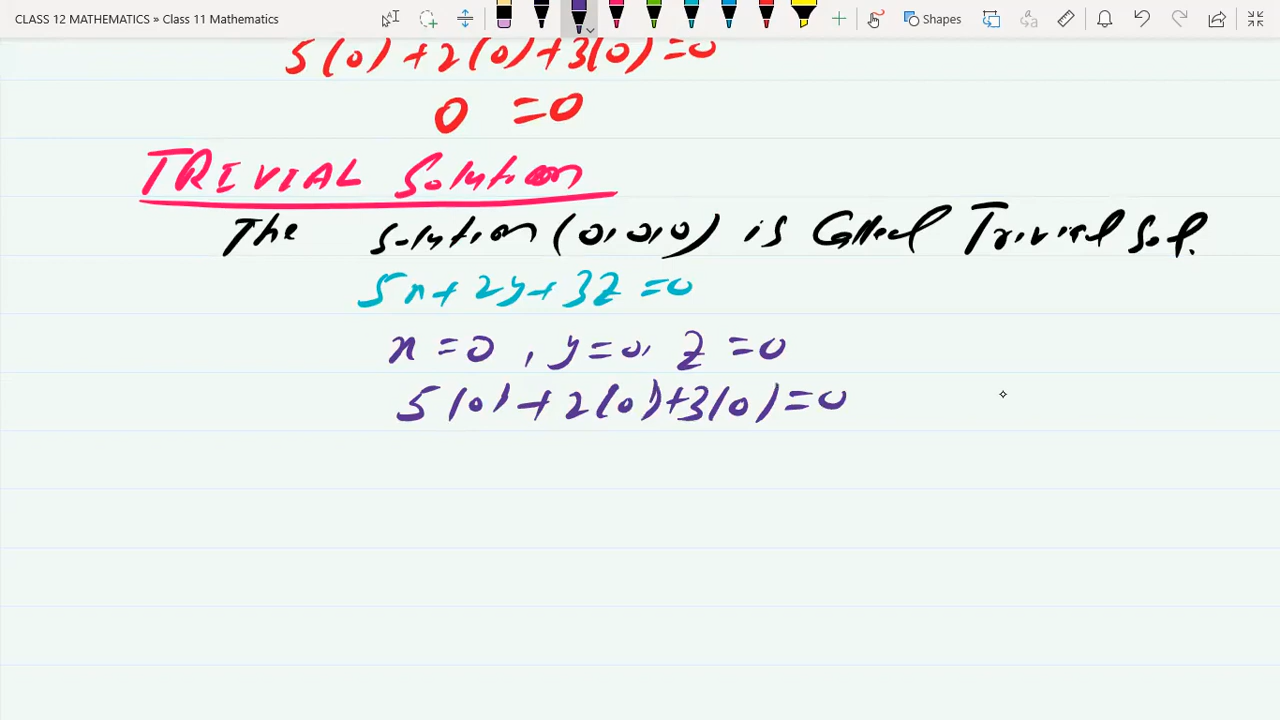 CLASS 12 MATHEMATICS » Class 11 Mathematics
Shapes
5(0)+2(0)+3(0)=0
0 =0
TRIVIAL Solution
The solution (0,0,0) is Called Trivial Sol.
5x+2y+3z=0
x=0, y=0, z=0
5(0)+2(0)+3(0)=0